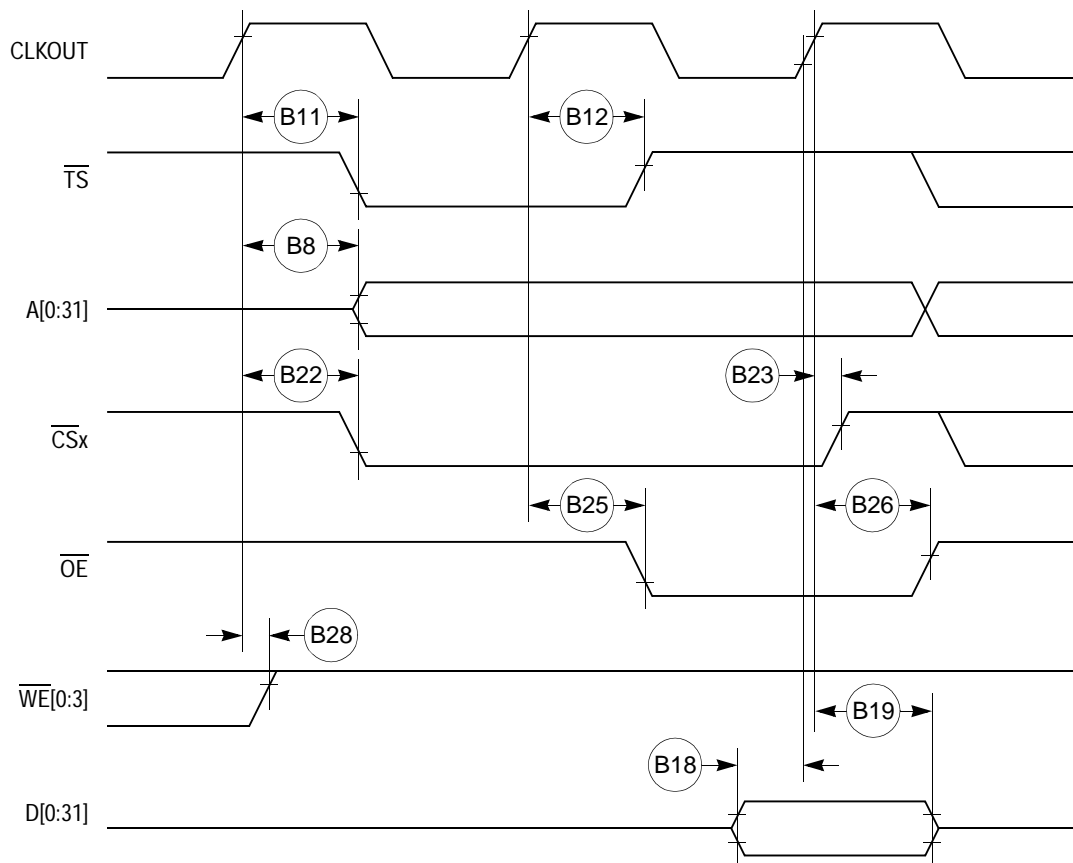 CLKOUT
B11
B12
TS
B8
A[0:31]
B22
B23
CSx
B25
B26
OE
B28
WE[0:3]
B19
B18
D[0:31]